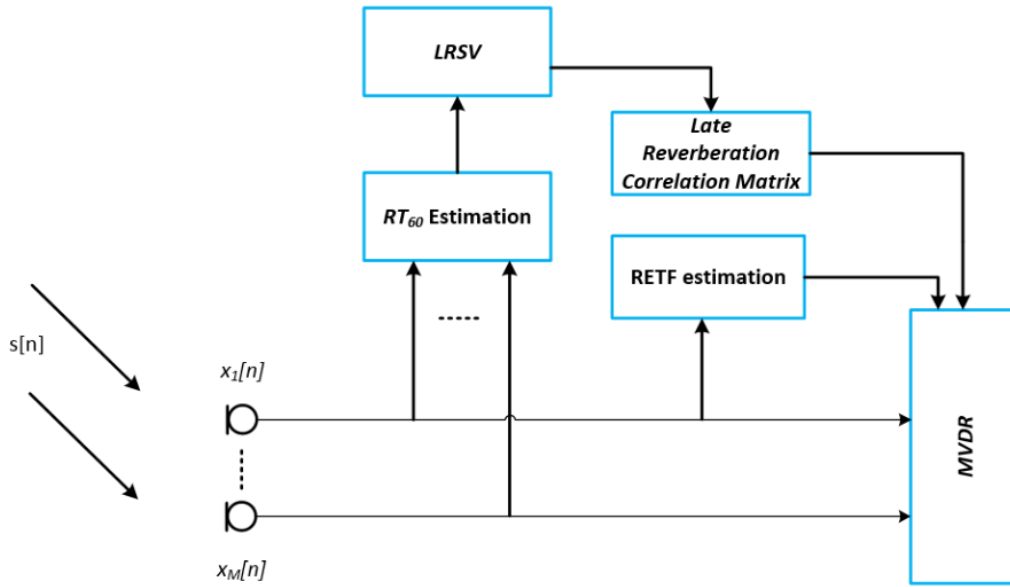 LRSV
Late
Reverberation
Correlation Matrix
RT60 Estimation
RETF estimation
s[n]
x1[n]
MVDR
xM[n]